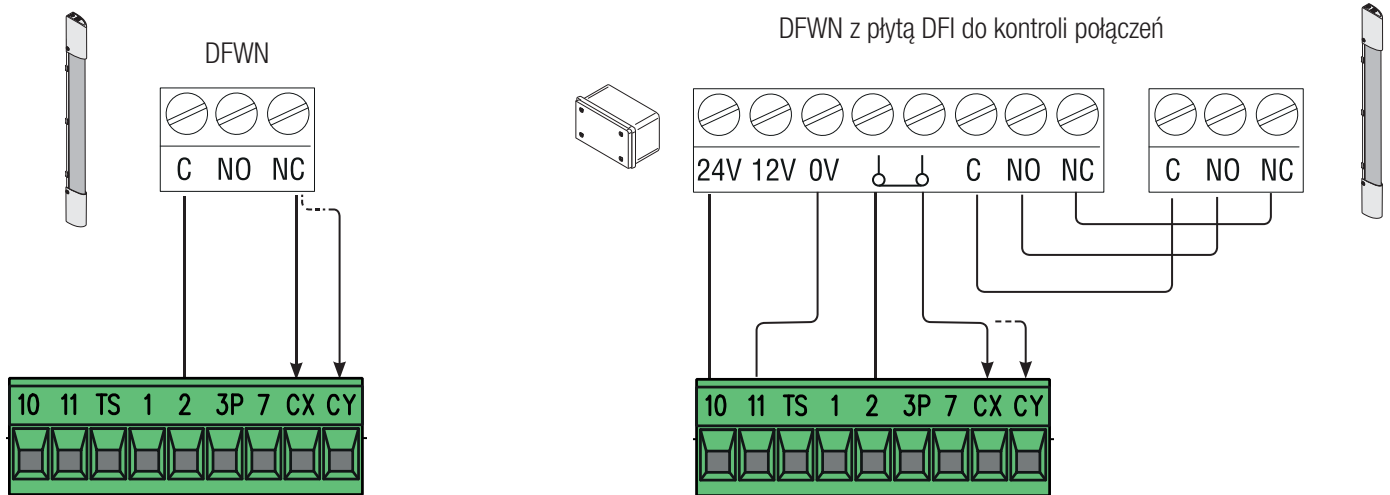 DFWN
C NO NC
10 11 TS 1 2 3P 7 CX CY
DFWN z płytą DFI do kontroli połączeń
24V 12V 0V C NO NC
C NO NC
10 11 TS 1 2 3P 7 CX CY